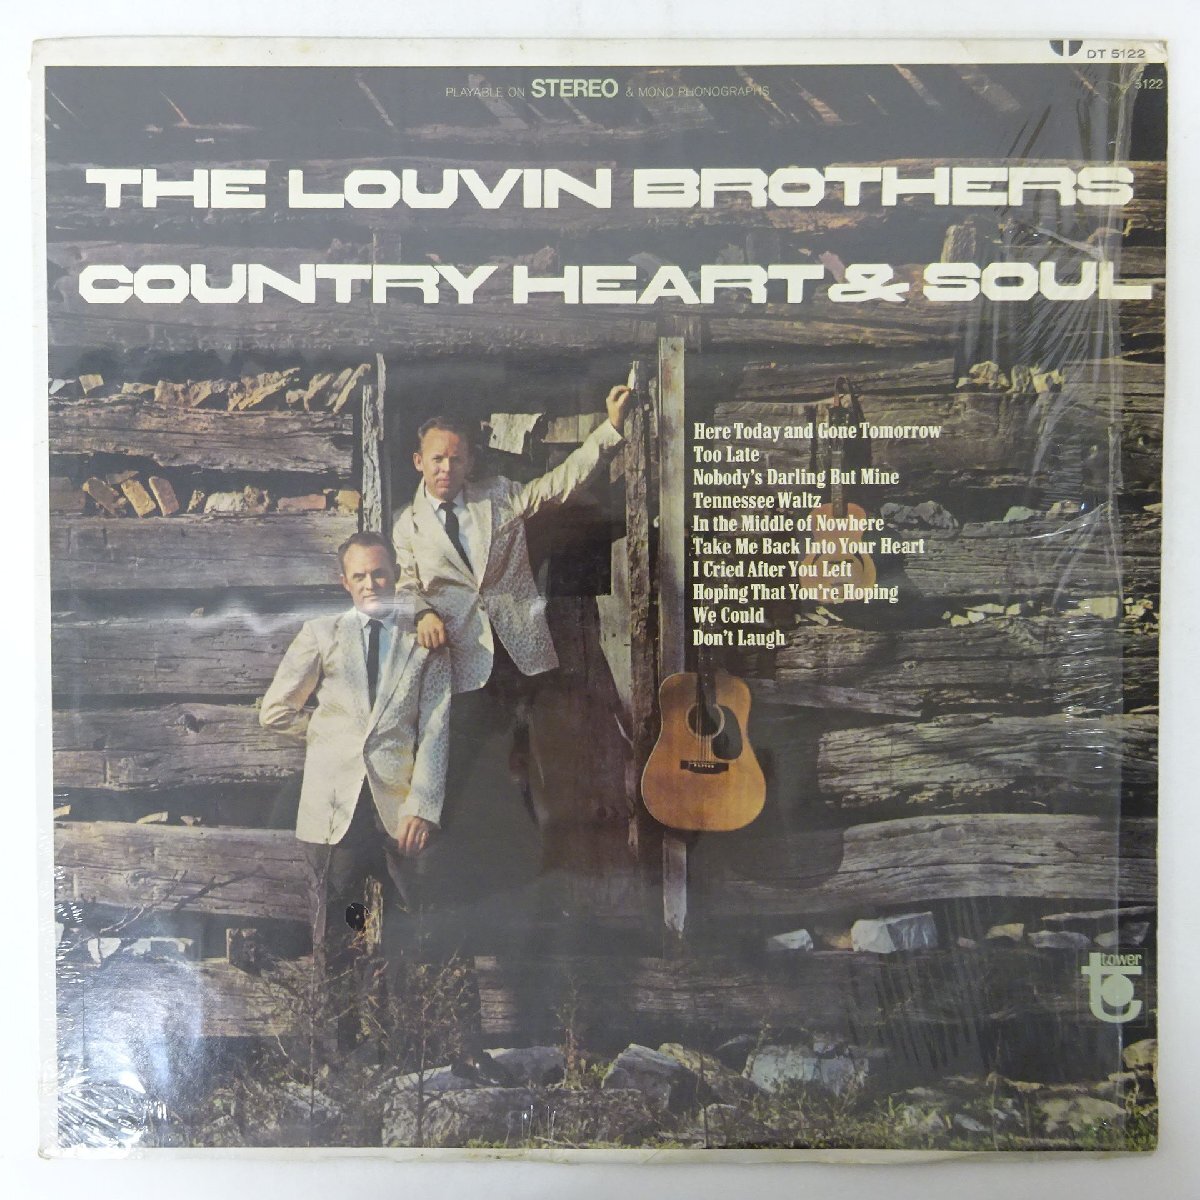 DT 5122
5122
PLAYABLE ON STEREO & MONO PHONOGRAPHS
THE LOUVIN BROTHERS
COUNTRY HEART & SOUL
Here Today and Gone Tomorrow
Too Late
Nobody's Darling But Mine
Tennessee Waltz
In the Middle of Nowhere
Take Me Back Into Your Heart
I Cried After You Left
Hoping That You're Hoping
We Could
Don't Laugh
tower